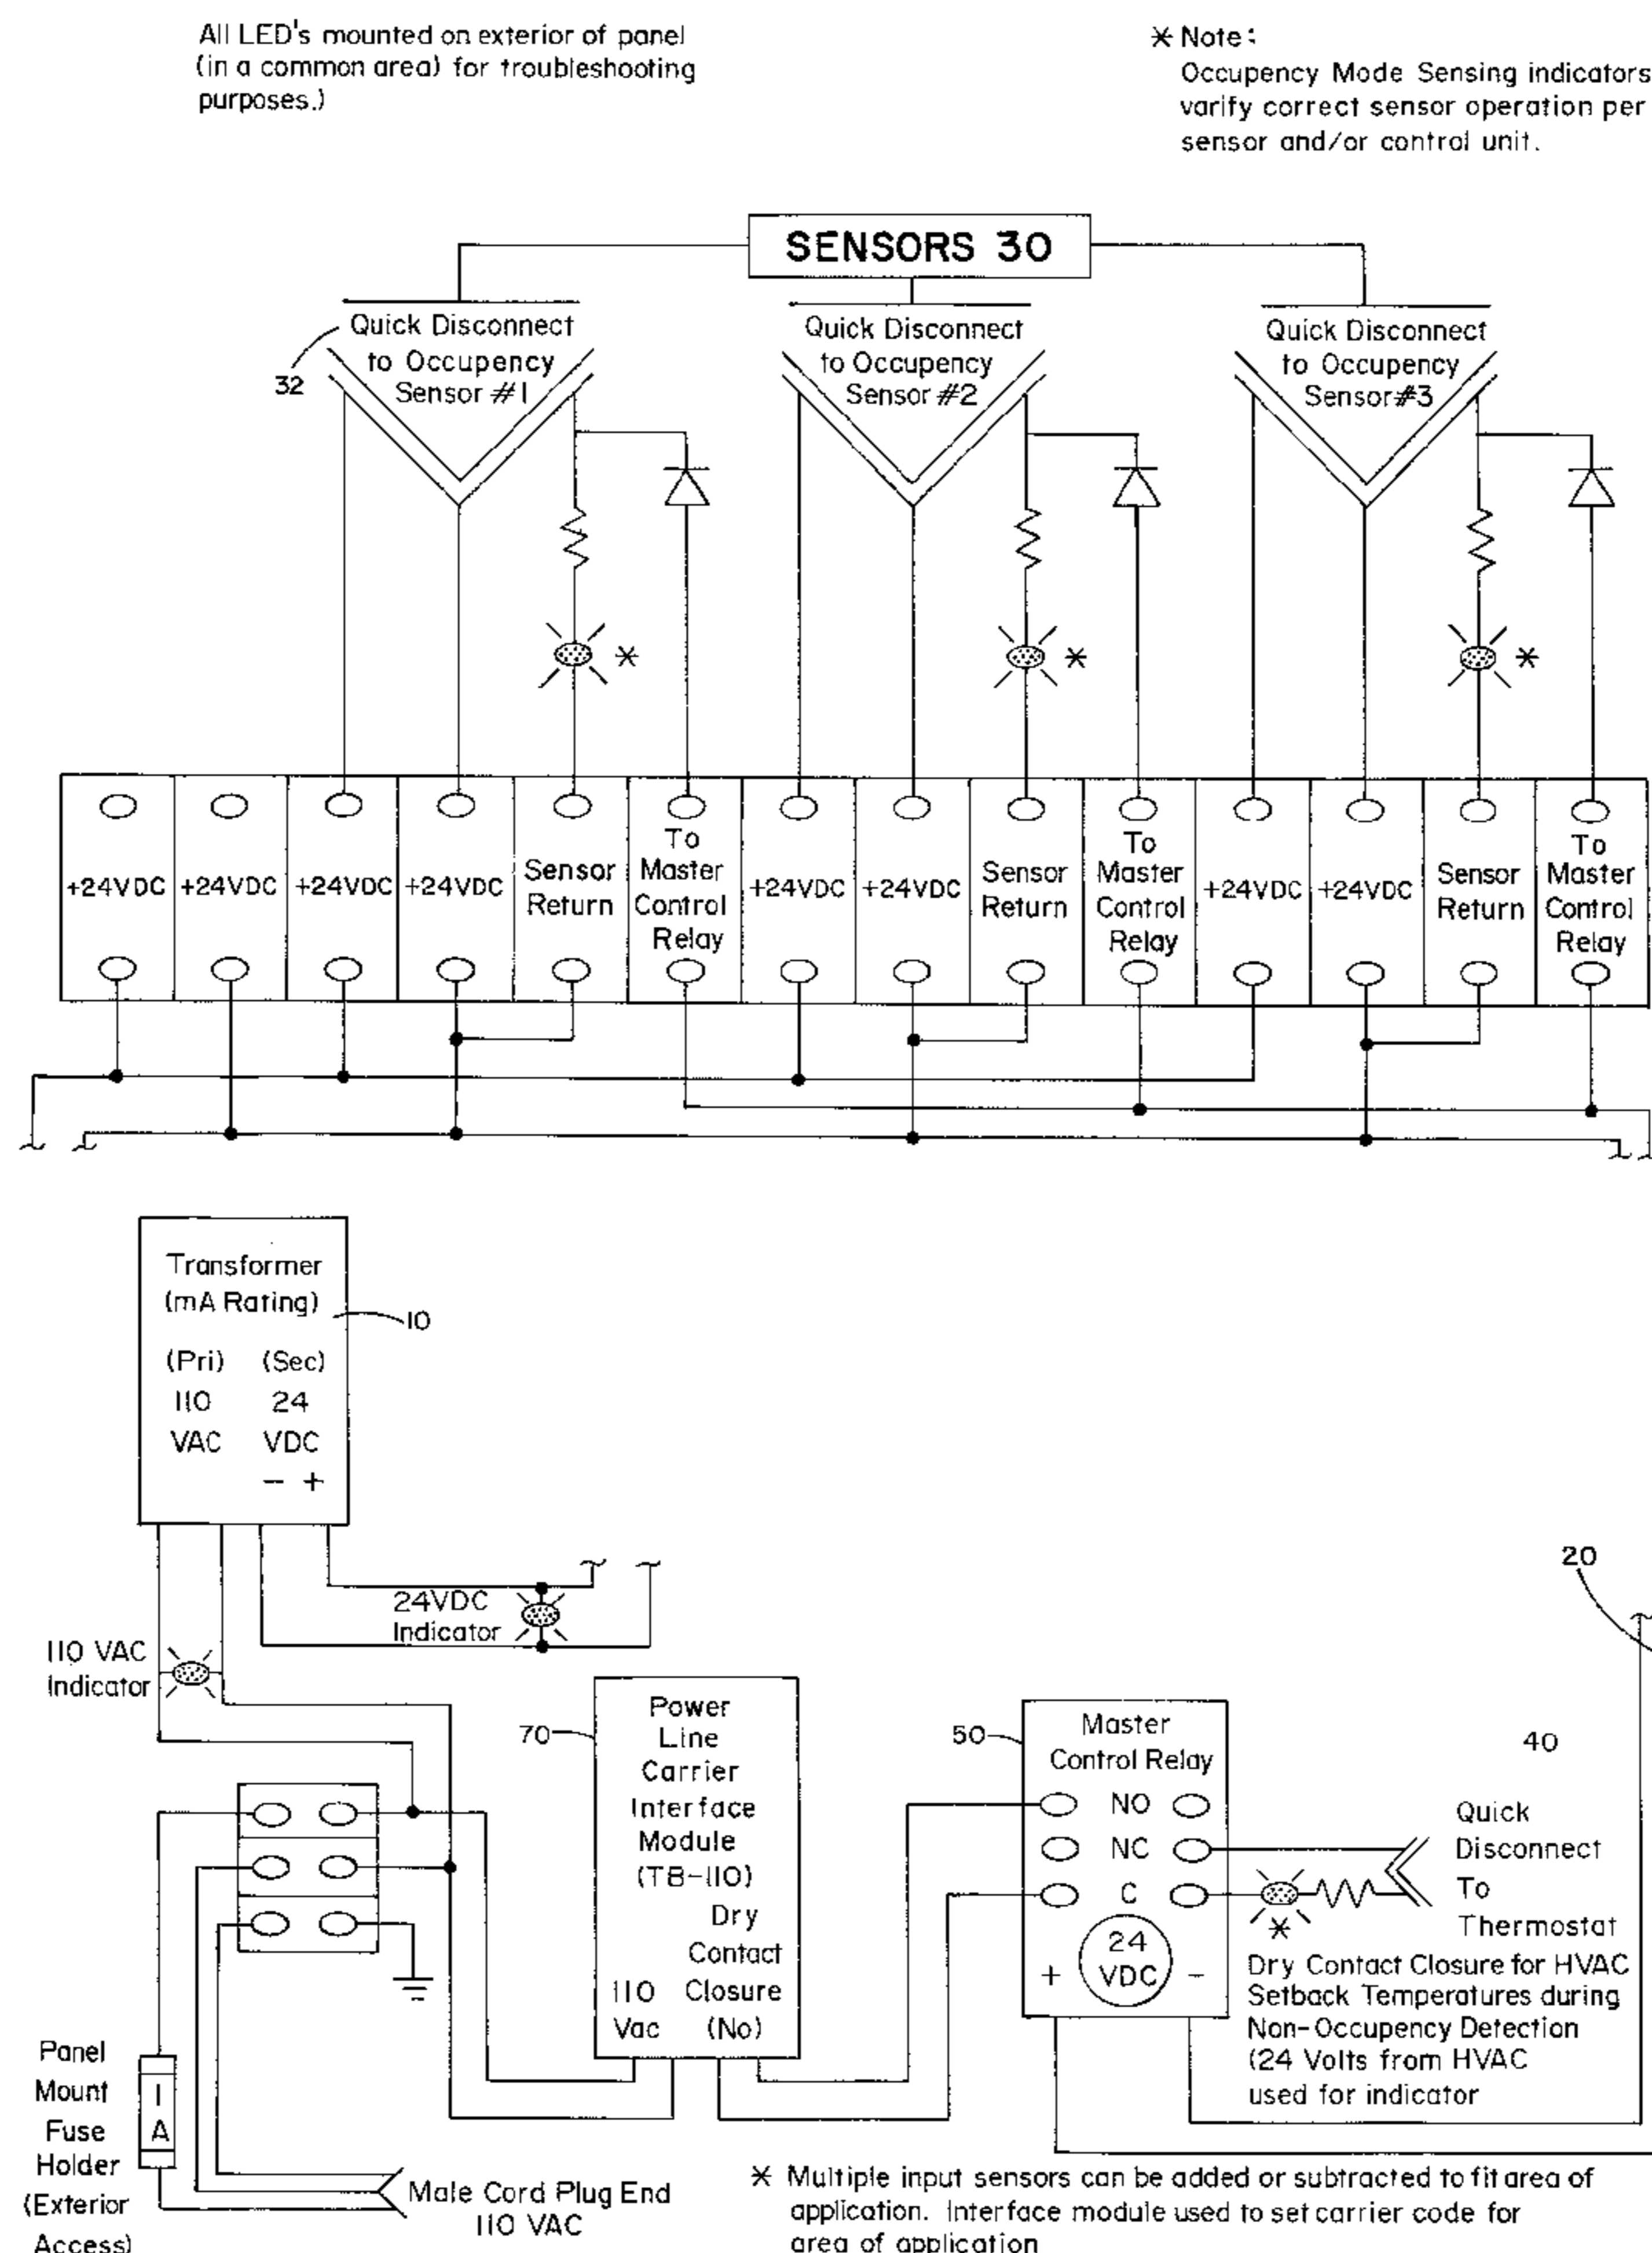 All LED's mounted on exterior of panel
(in a common area) for troubleshooting
purposes.)
* Note:
Occupency Mode Sensing indicators
varify correct sensor operation per
sensor and/or control unit.
SENSORS 30
Quick Disconnect
to Occupency
Sensor #1
32
Quick Disconnect
to Occupency
Sensor #2
Quick Disconnect
to Occupency
Sensor#3
*
*
*
+24VDC
+24VDC
+24VDC
+24VDC
Sensor
Return
To
Master
Control
Relay
+24VDC
+24VDC
Sensor
Return
To
Master
Control
Relay
+24VDC
+24VDC
Sensor
Return
To
Master
Control
Relay
Transformer
(mA Rating)
10
(Pri) (Sec)
110 24
VAC VDC
- +
24VDC
Indicator
110 VAC
Indicator
20
70
Power
Line
Carrier
Interface
Module
(TB-110)
Dry
Contact
110 Closure
Vac (No)
50
Master
Control Relay
NO
NC
C
24
VDC
+ -
40
Quick
Disconnect
To
Thermostat
*
Dry Contact Closure for HVAC
Setback Temperatures during
Non-Occupency Detection
(24 Volts from HVAC
used for indicator
Panel
Mount
Fuse
Holder
(Exterior
Access)
1
A
Male Cord Plug End
110 VAC
* Multiple input sensors can be added or subtracted to fit area of
application. Interface module used to set carrier code for
area of application